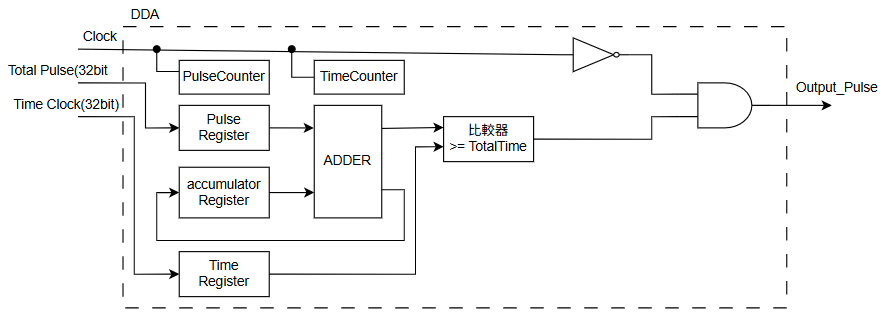 DDA
Clock
Total Pulse(32bit
PulseCounter
TimeCounter
Output_Pulse
Time Clock(32bit)
Pulse
Register
ADDER
比較器
>= TotalTime
accumulator
Register
Time
Register